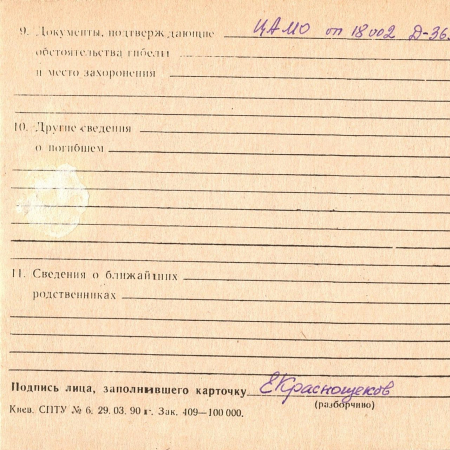 9. Документы, подтверждающие ЦАМО оп 18002 Д-36
обстоятельства гибели
и место захоронения
10. Другие сведения
о погибшем
11. Сведения о ближайших
родственниках
Подпись лица, заполнившего карточку ЕКраснощеков
(разборчиво)
Киев. СПТУ № 6. 29. 03. 90 г. Зак. 409—100 000.